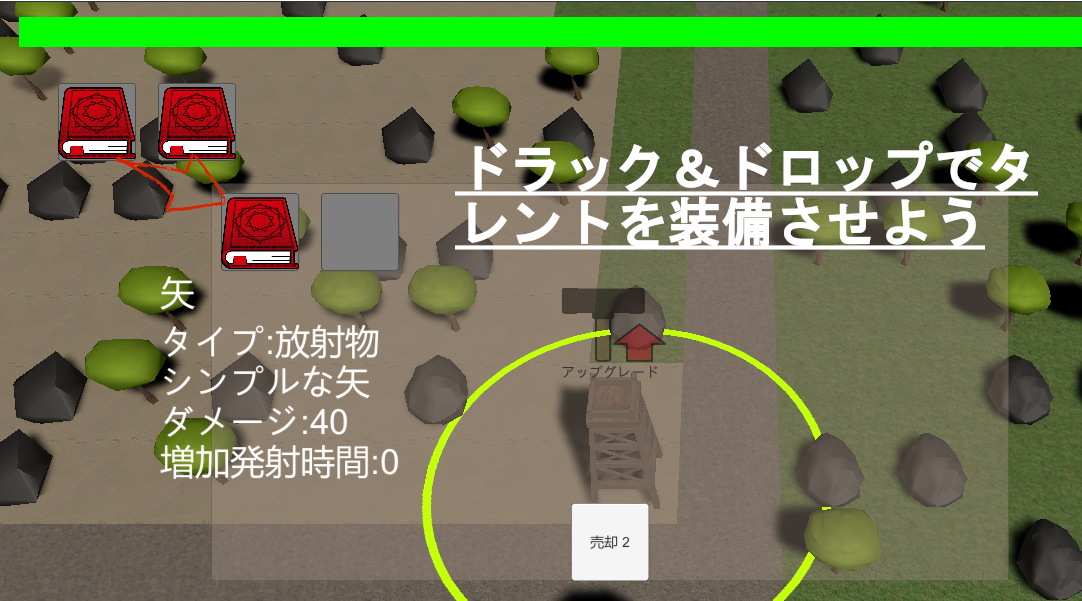 ドラック＆ドロップでタ
レントを装備させよう
矢
タイプ:放射物
シンプルな矢
ダメージ:40
増加発射時間:0
アップグレード
売却 2